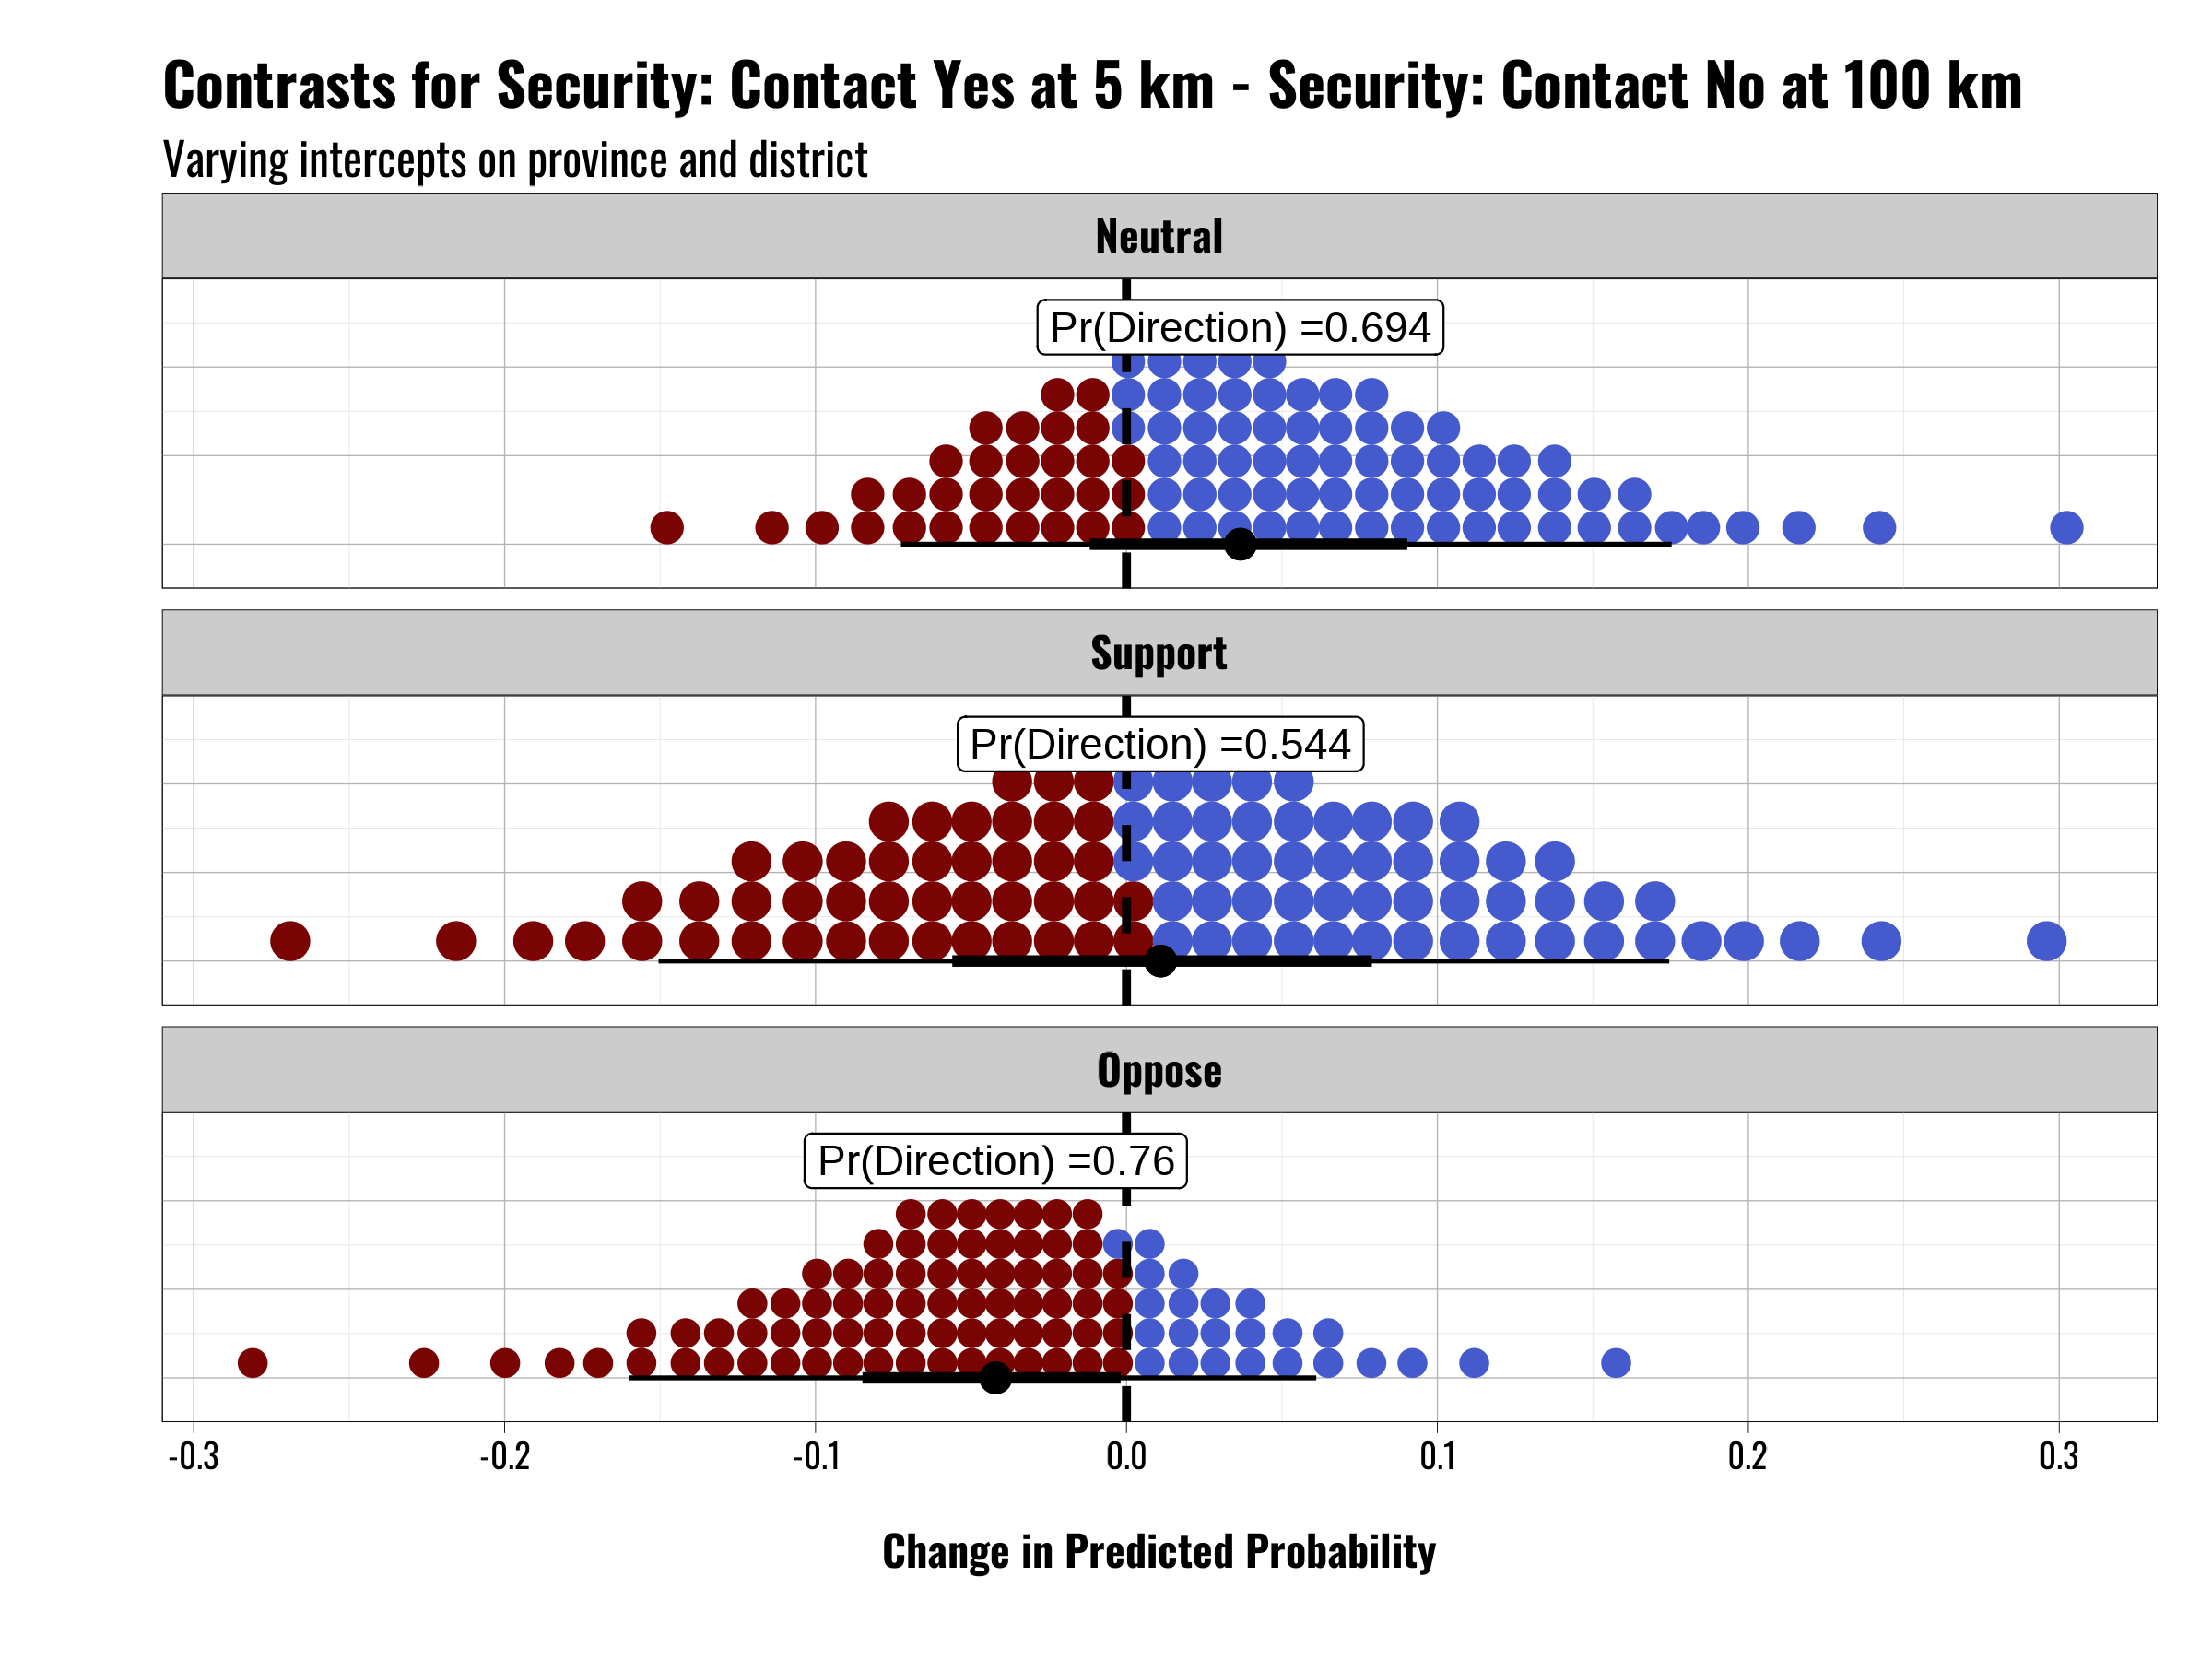 Contrasts for Security: Contact Yes at 5 km - Security: Contact No at 100 km
Varying intercepts on province and district
Neutral
Pr(Direction) =0.694
Support
Pr(Direction) =0.544
Oppose
Pr(Direction) =0.76
-0.3 -0.2 -0.1 0.0 0.1 0.2 0.3
Change in Predicted Probability